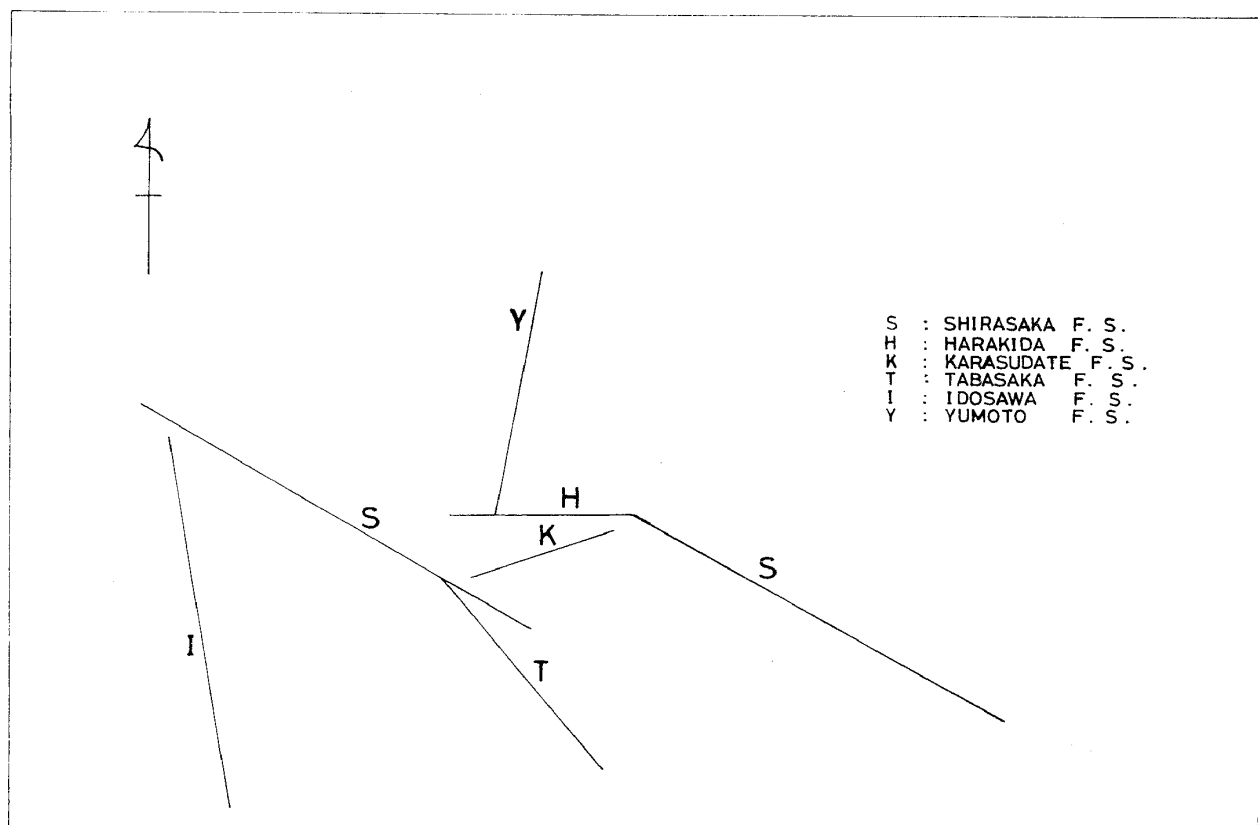 Y
S : SHIRASAKA F. S.
H : HARAKIDA F. S.
K : KARASUDATE F. S.
T : TABASAKA F. S.
I : IDOSAWA F. S.
Y : YUMOTO F. S.
H
S
K
S
I
T